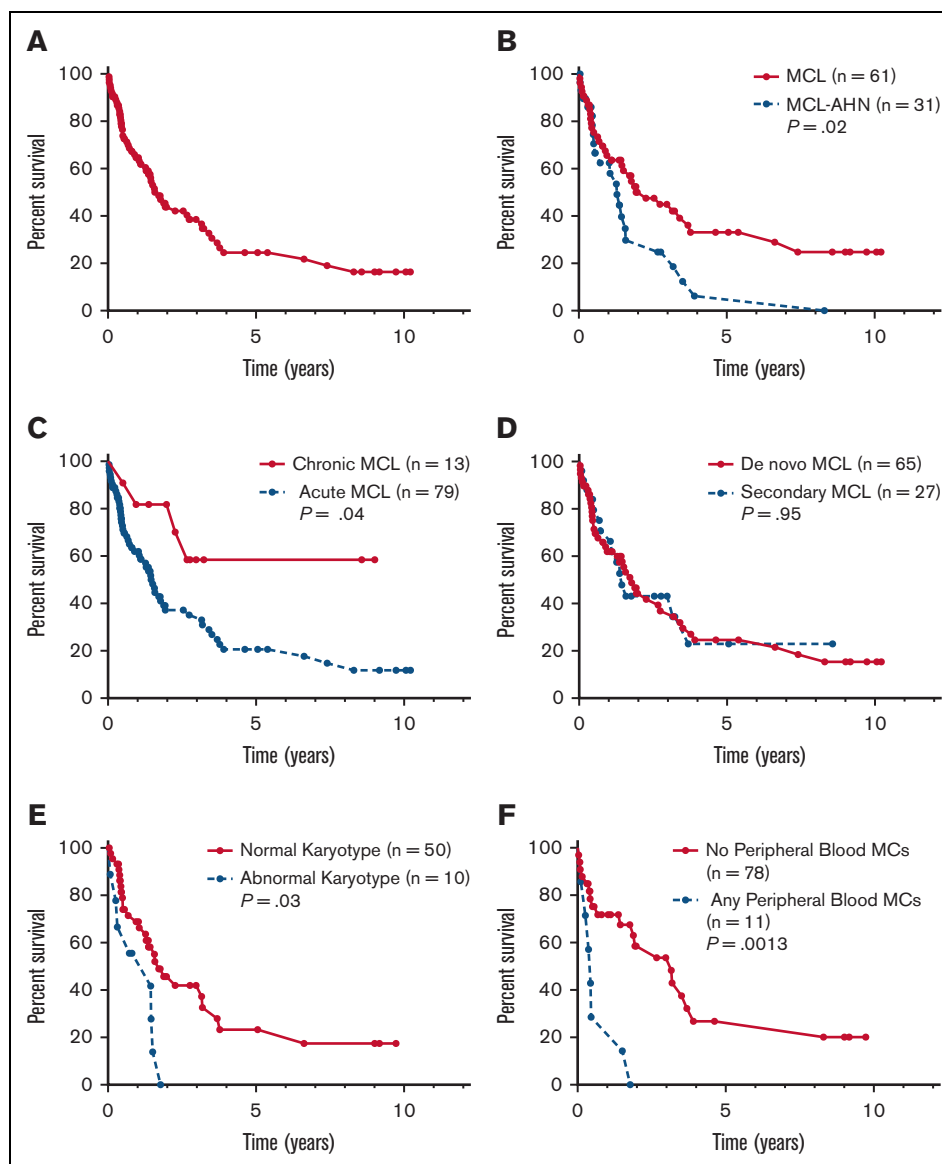 A
100
80
60
40
20
0
Percent survival
0 5 10
Time (years)
B
100
80
60
40
20
0
Percent survival
MCL (n = 61)
MCL-AHN (n = 31)
P = .02
0 5 10
Time (years)
C
100
80
60
40
20
0
Percent survival
Chronic MCL (n = 13)
Acute MCL (n = 79)
P = .04
0 5 10
Time (years)
D
100
80
60
40
20
0
Percent survival
De novo MCL (n = 65)
Secondary MCL (n = 27)
P = .95
0 5 10
Time (years)
E
100
80
60
40
20
0
Percent survival
Normal Karyotype (n = 50)
Abnormal Karyotype (n = 10)
P = .03
0 5 10
Time (years)
F
100
80
60
40
20
0
Percent survival
No Peripheral Blood MCs
(n = 78)
Any Peripheral Blood MCs
(n = 11)
P = .0013
0 5 10
Time (years)